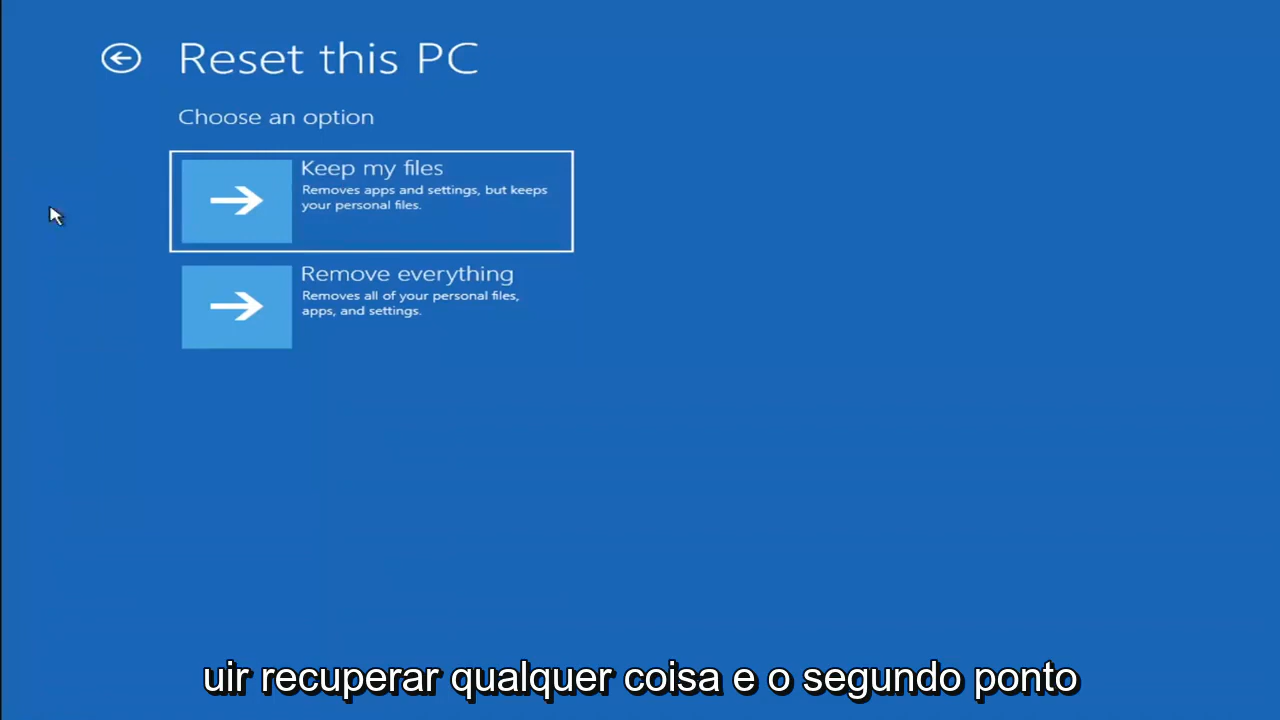 Reset this PC
Choose an option
Keep my files
Removes apps and settings, but keeps
your personal files.
Remove everything
Removes all of your personal files,
apps, and settings.
uir recuperar qualquer coisa e o segundo ponto